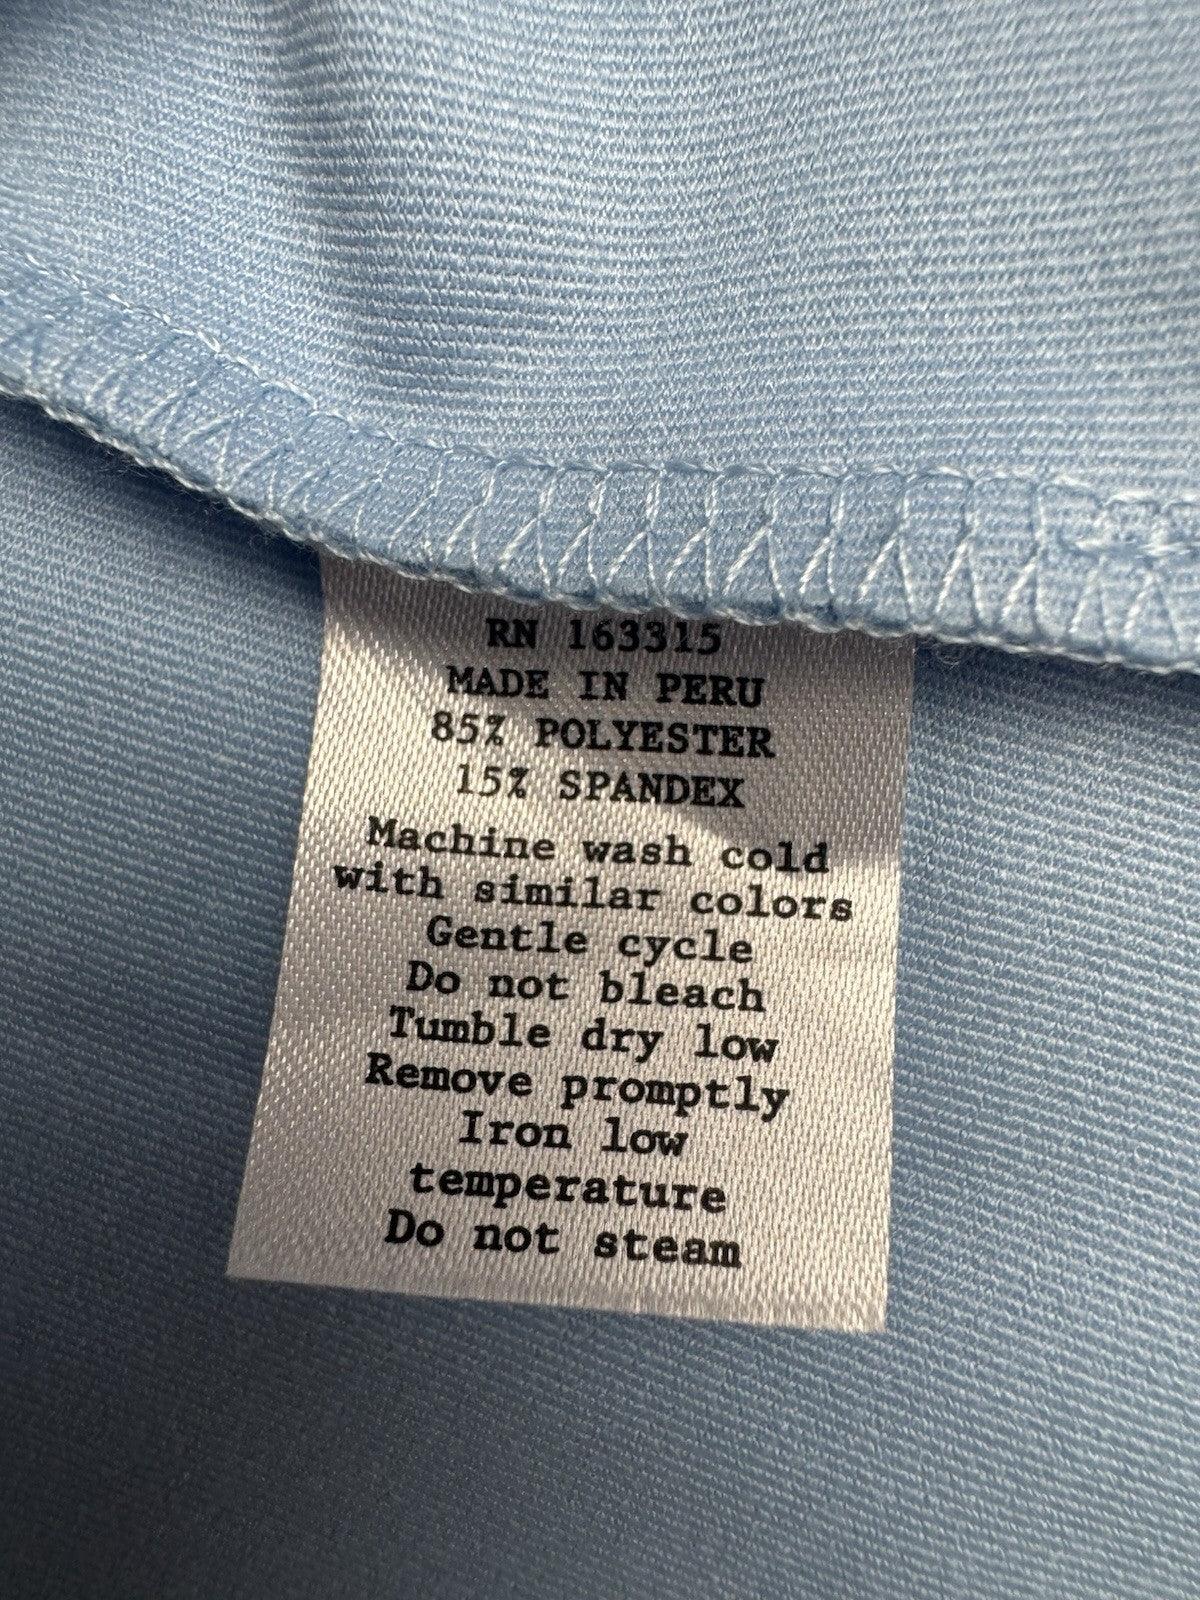 RN 163315
MADE IN PERU
85% POLYESTER
15% SPANDEX
Machine wash cold
with similar colors
Gentle cycle
Do not bleach
Tumble dry low
Remove promptly
Iron low
temperature
Do not steam